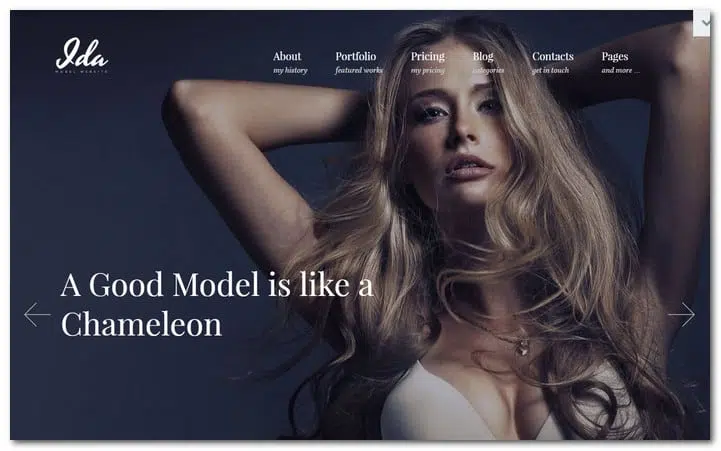 Ida
MODEL WEBSITE
About Portfolio Pricing Blog Contacts Pages
my history featured works my pricing categories get in touch and more ...
A Good Model is like a
Chameleon